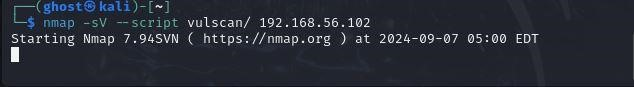 ┌──(ghost㉿kali)-[~]
└─$ nmap -sV --script vulscan/ 192.168.56.102
Starting Nmap 7.94SVN ( https://nmap.org ) at 2024-09-07 05:00 EDT